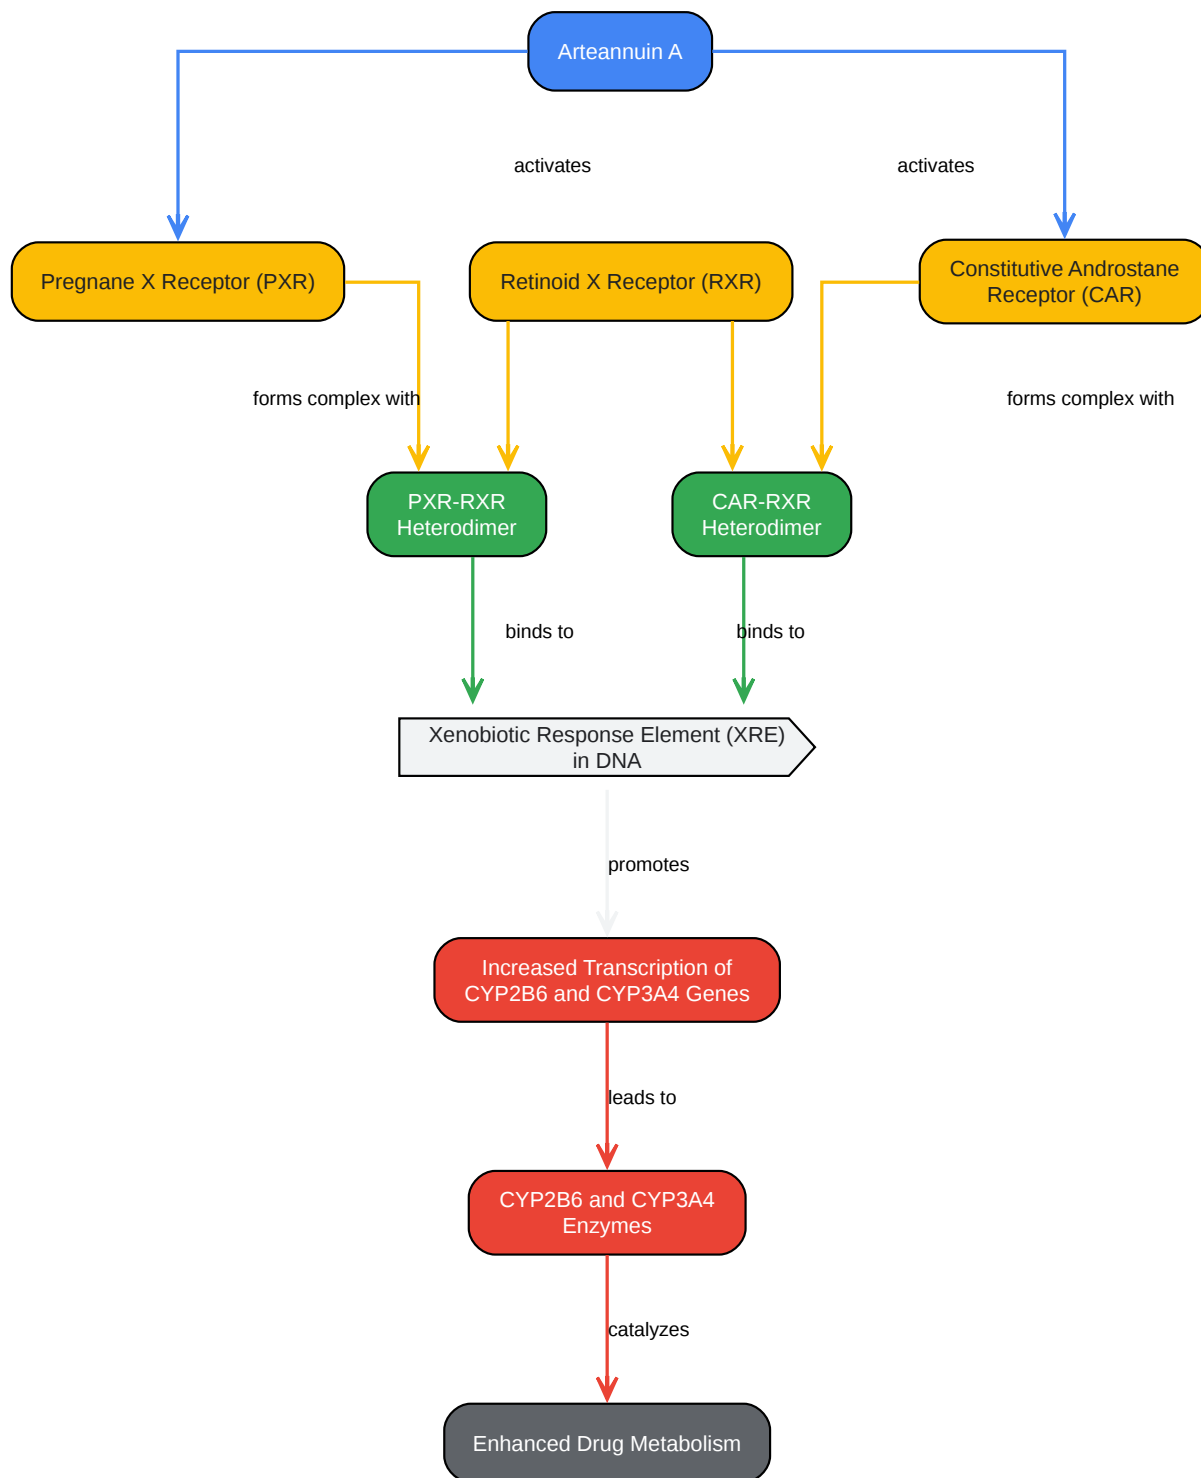 Arteannuin A
activates
activates
Pregnane X Receptor (PXR)
Retinoid X Receptor (RXR)
Constitutive Androstane
Receptor (CAR)
forms complex with
forms complex with
PXR-RXR
Heterodimer
CAR-RXR
Heterodimer
binds to
binds to
Xenobiotic Response Element (XRE)
in DNA
promotes
Increased Transcription of
CYP2B6 and CYP3A4 Genes
leads to
CYP2B6 and CYP3A4
Enzymes
catalyzes
Enhanced Drug Metabolism